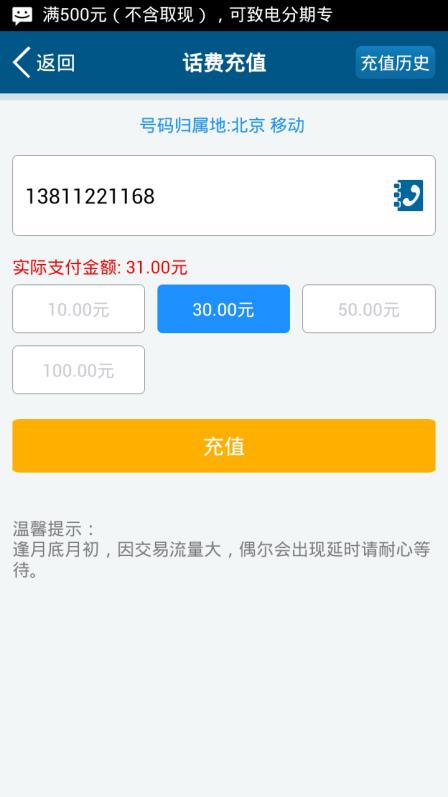 满500元（不含取现），可致电分期专
返回
话费充值
充值历史
号码归属地:北京 移动
13811221168
实际支付金额: 31.00元
10.00元
30.00元
50.00元
100.00元
充值
温馨提示：
逢月底月初，因交易流量大，偶尔会出现延时请耐心等
待。